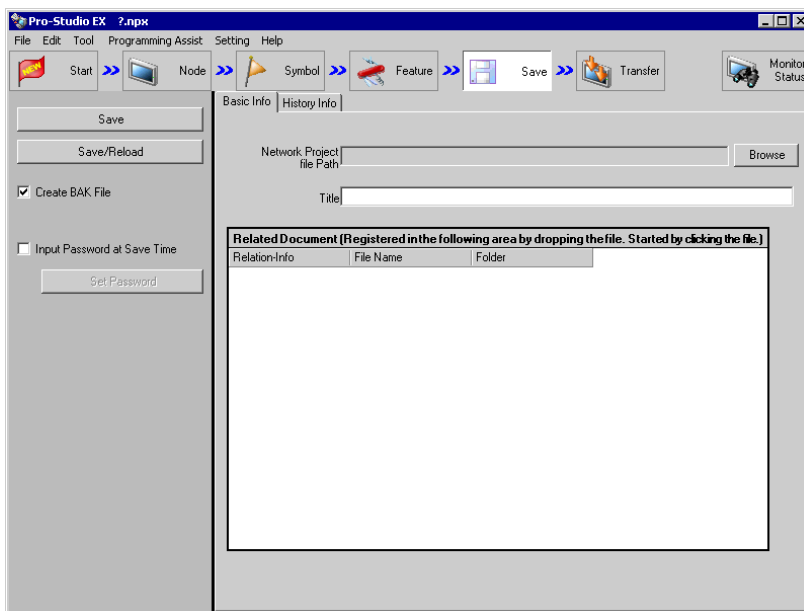 Pro-Studio EX ?.npx
File Edit Tool Programming Assist Setting Help
NEW Start Node Symbol Feature Save Transfer Monitor Status
Basic Info History Info
Save
Save/Reload
Network Project file Path
Browse
Create BAK File
Title
Input Password at Save Time
Set Password
Related Document (Registered in the following area by dropping the file. Started by clicking the file.)
Relation-Info File Name Folder